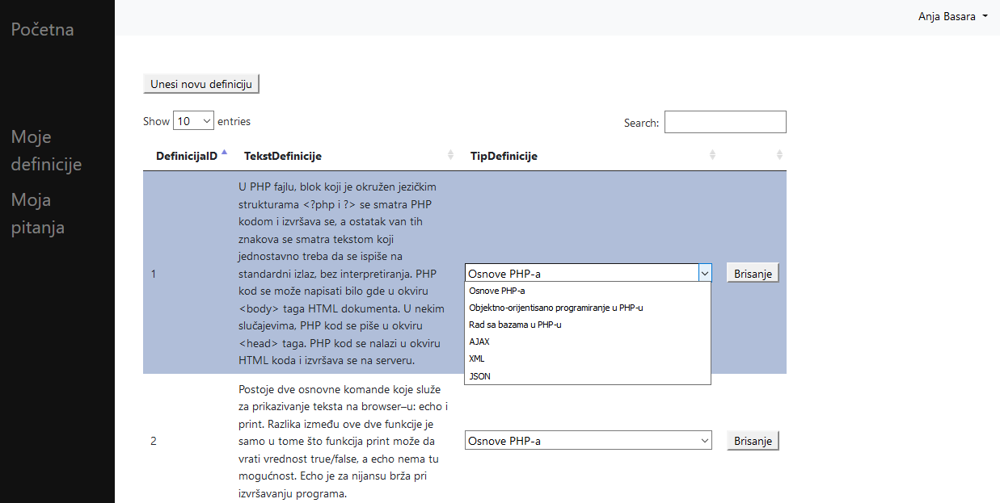 Početna
Anja Basara
Moje
definicije
Moja
pitanja
Unesi novu definiciju
Show 10 entries
Search:
DefinicijaID TekstDefinicije TipDefinicije
1
U PHP fajlu, blok koji je okružen jezičkim
strukturama <?php i ?> se smatra PHP
kodom i izvršava se, a ostatak van tih
znakova se smatra tekstom koji
jednostavno treba da se ispiše na
standardni izlaz, bez interpretiranja. PHP
kod se može napisati bilo gde u okviru
<body> taga HTML dokumenta. U nekim
slučajevima, PHP kod se piše u okviru
<head> taga. PHP kod se nalazi u okviru
HTML koda i izvršava se na serveru.
Osnove PHP-a
Osnove PHP-a
Objektno-orijentisano programiranje u PHP-u
Rad sa bazama u PHP-u
AJAX
XML
JSON
Brisanje
2
Postoje dve osnovne komande koje služe
za prikazivanje teksta na browser–u: echo i
print. Razlika između ove dve funkcije je
samo u tome što funkcija print može da
vrati vrednost true/false, a echo nema tu
mogućnost. Echo je za nijansu brža pri
izvršavanju programa.
Osnove PHP-a
Brisanje